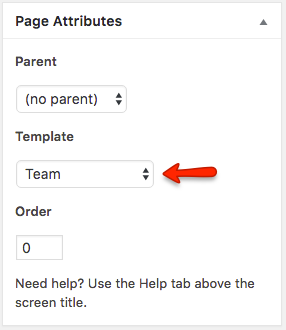 Page Attributes
Parent
(no parent)
Template
Team
Order
0
Need help? Use the Help tab above the
screen title.